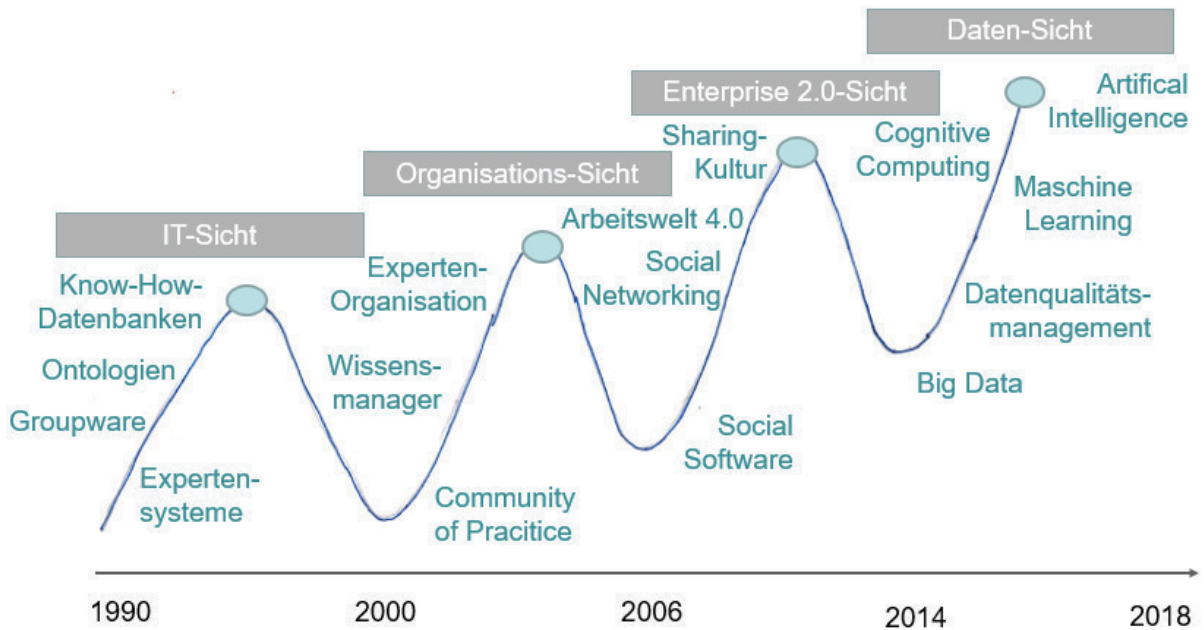 Daten-Sicht
Enterprise 2.0-Sicht
Organisations-Sicht
IT-Sicht
Know-How-
Datenbanken
Ontologien
Groupware
Experten-
systeme
Experten-
Organisation
Wissens-
manager
Community
of Pracitice
Arbeitswelt 4.0
Sharing-
Kultur
Social
Networking
Social
Software
Cognitive
Computing
Artifical
Intelligence
Maschine
Learning
Datenqualitäts-
management
Big Data
1990
2000
2006
2014
2018